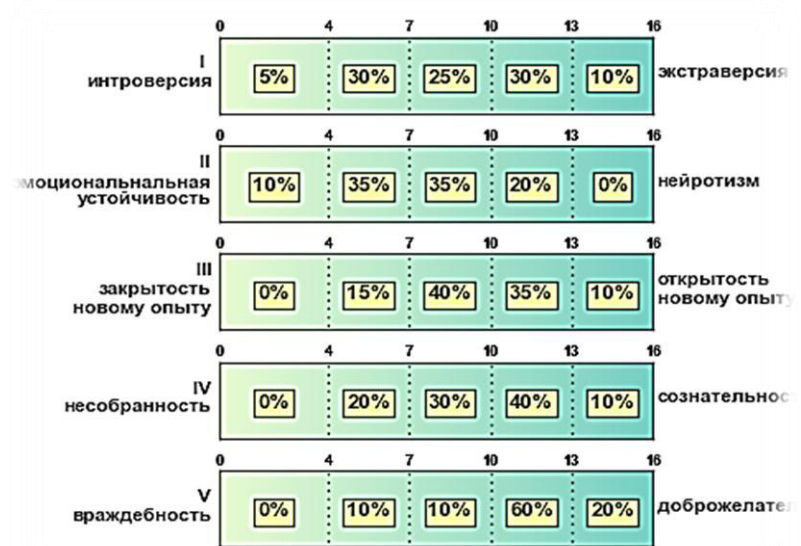 0 4 7 10 13 16
I
интроверсия
5% 30% 25% 30% 10%
экстраверсия
0 4 7 10 13 16
II
эмоциональнальная
устойчивость
10% 35% 35% 20% 0%
нейротизм
0 4 7 10 13 16
III
закрытость
новому опыту
0% 15% 40% 35% 10%
открытость
новому опыту
0 4 7 10 13 16
IV
несобранность
0% 20% 30% 40% 10%
сознательнос
0 4 7 10 13 16
V
враждебность
0% 10% 10% 60% 20%
доброжелате